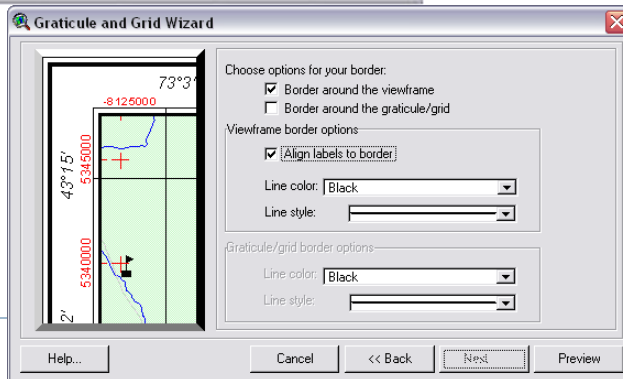 Graticule and Grid Wizard
73°3'
-8125000
43°15'
5345000
5340000
2'
Choose options for your border:
Border around the viewframe
Border around the graticule/grid
Viewframe border options
Align labels to border
Line color: Black
Line style:
Graticule/grid border options
Line color: Black
Line style:
Help... Cancel << Back Next Preview